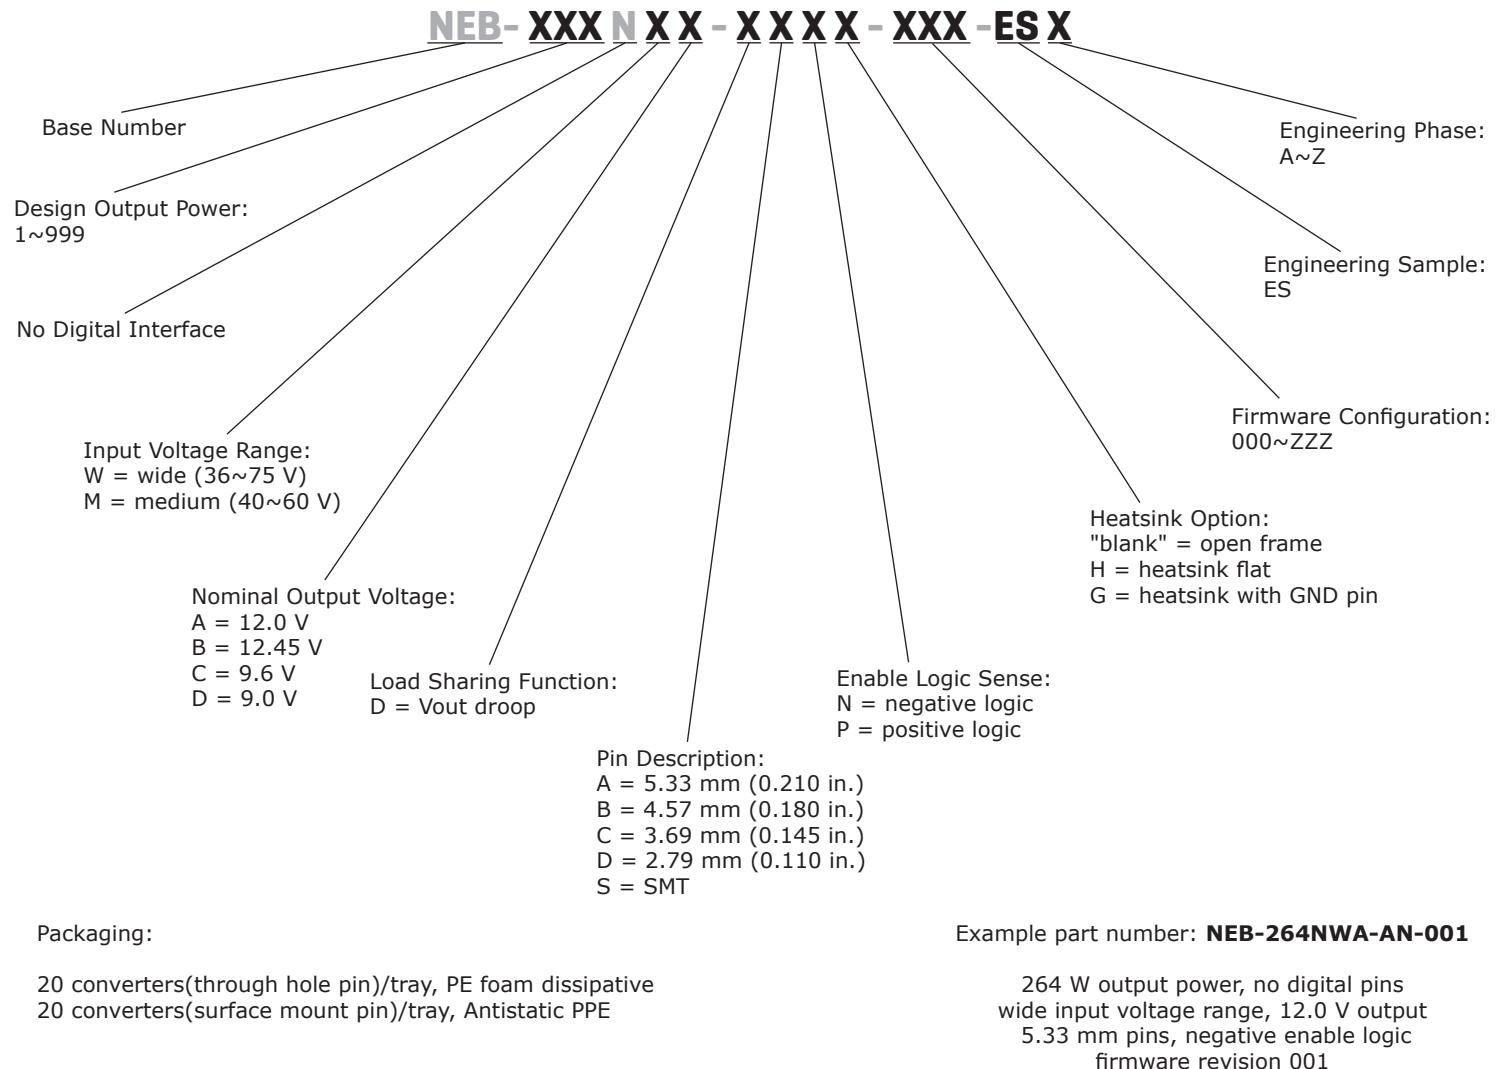 NEB- XXX N X X - X X X X - XXX -ES X
Base Number
Design Output Power:
1~999
No Digital Interface
Input Voltage Range:
W = wide (36~75 V)
M = medium (40~60 V)
Nominal Output Voltage:
A = 12.0 V
B = 12.45 V
C = 9.6 V
D = 9.0 V
Load Sharing Function:
D = Vout droop
Pin Description:
A = 5.33 mm (0.210 in.)
B = 4.57 mm (0.180 in.)
C = 3.69 mm (0.145 in.)
D = 2.79 mm (0.110 in.)
S = SMT
Enable Logic Sense:
N = negative logic
P = positive logic
Heatsink Option:
"blank" = open frame
H = heatsink flat
G = heatsink with GND pin
Firmware Configuration:
000~ZZZ
Engineering Sample:
ES
Engineering Phase:
A~Z
Packaging:
20 converters(through hole pin)/tray, PE foam dissipative
20 converters(surface mount pin)/tray, Antistatic PPE
Example part number: NEB-264NWA-AN-001
264 W output power, no digital pins
wide input voltage range, 12.0 V output
5.33 mm pins, negative enable logic
firmware revision 001